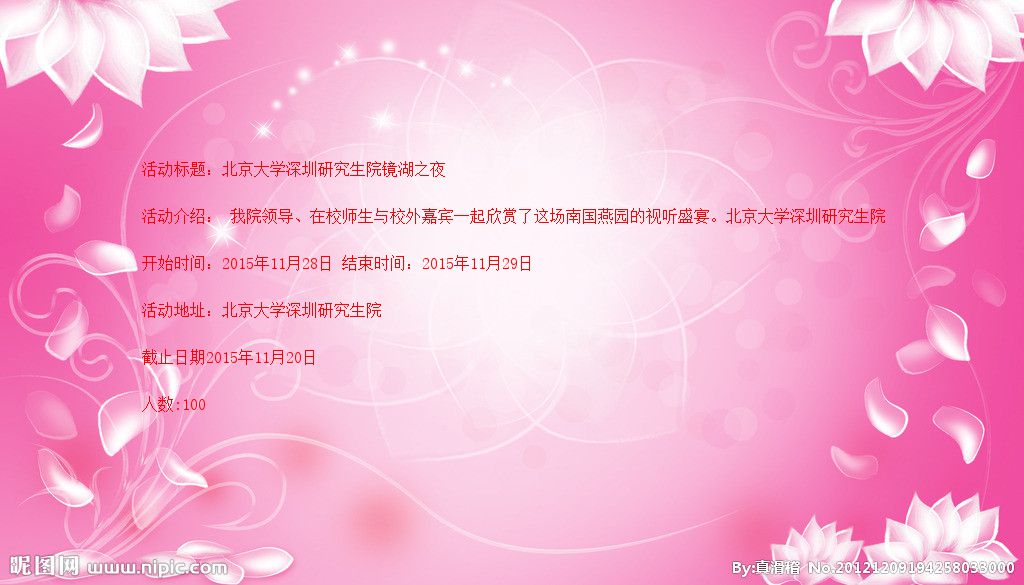 活动标题：北京大学深圳研究生院镜湖之夜
活动介绍： 我院领导、在校师生与校外嘉宾一起欣赏了这场南国燕园的视听盛宴。北京大学深圳研究生院
开始时间：2015年11月28日 结束时间：2015年11月29日
活动地址：北京大学深圳研究生院
截止日期2015年11月20日
人数:100
昵图网 www.nipic.com
By:真滑稽 No.20121209194258033000